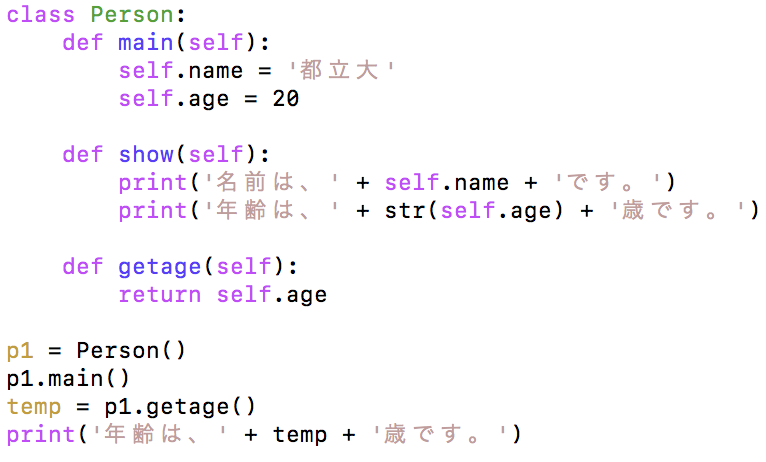 class Person:
    def main(self):
        self.name = '都立大'
        self.age = 20

    def show(self):
        print('名前は、' + self.name + 'です。')
        print('年齢は、' + str(self.age) + '歳です。')

    def getage(self):
        return self.age

p1 = Person()
p1.main()
temp = p1.getage()
print('年齢は、' + temp + '歳です。')